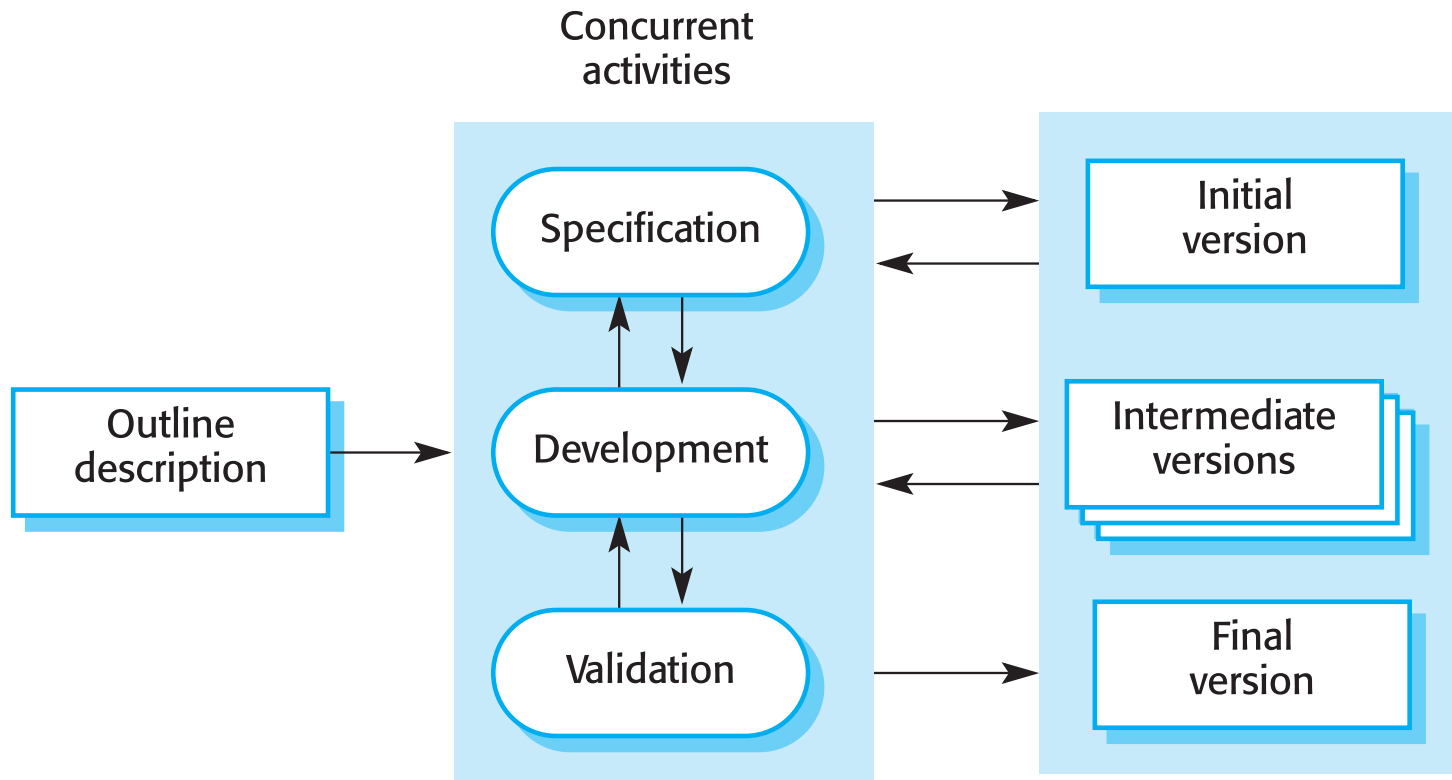 Concurrent
activities
Specification
Initial
version
Outline
description
Development
Intermediate
versions
Validation
Final
version